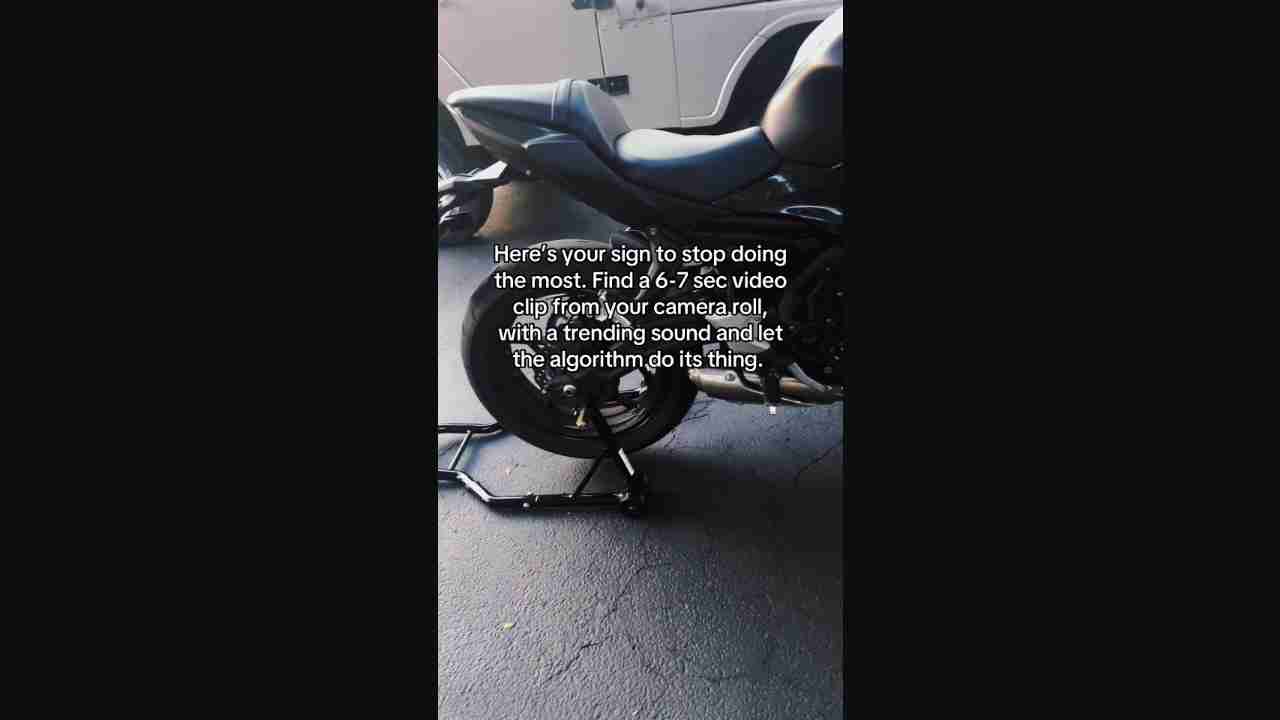 Here’s your sign to stop doing
the most. Find a 6-7 sec video
clip from your camera roll,
with a trending sound and let
the algorithm do its thing.